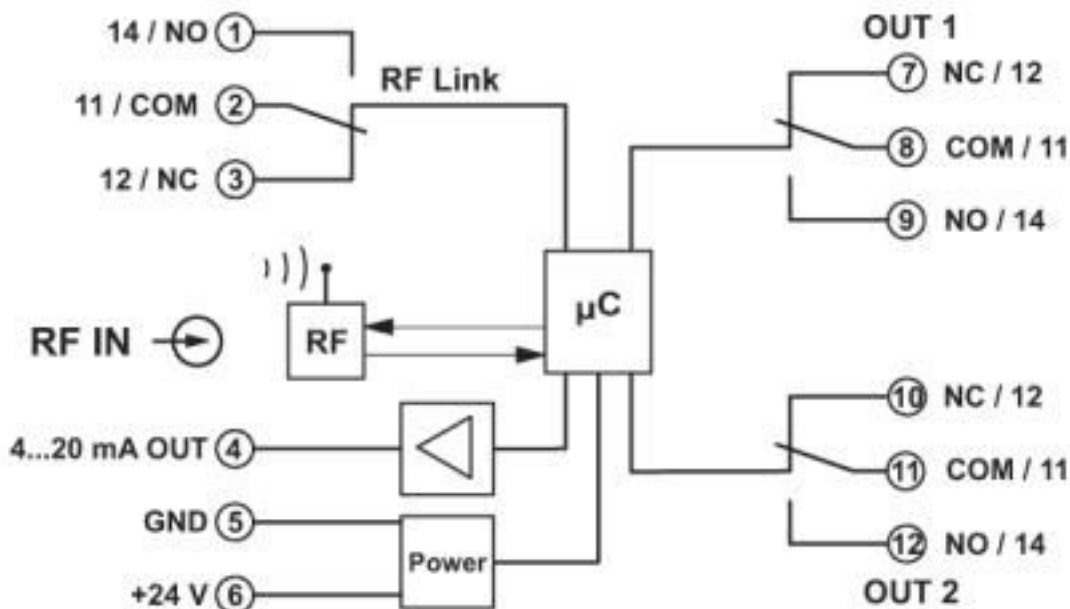 14 / NO 1
11 / COM 2
12 / NC 3
RF Link
OUT 1
7 NC / 12
8 COM / 11
9 NO / 14
µC
RF IN
RF
4...20 mA OUT 4
GND 5
+24 V 6
Power
10 NC / 12
11 COM / 11
12 NO / 14
OUT 2